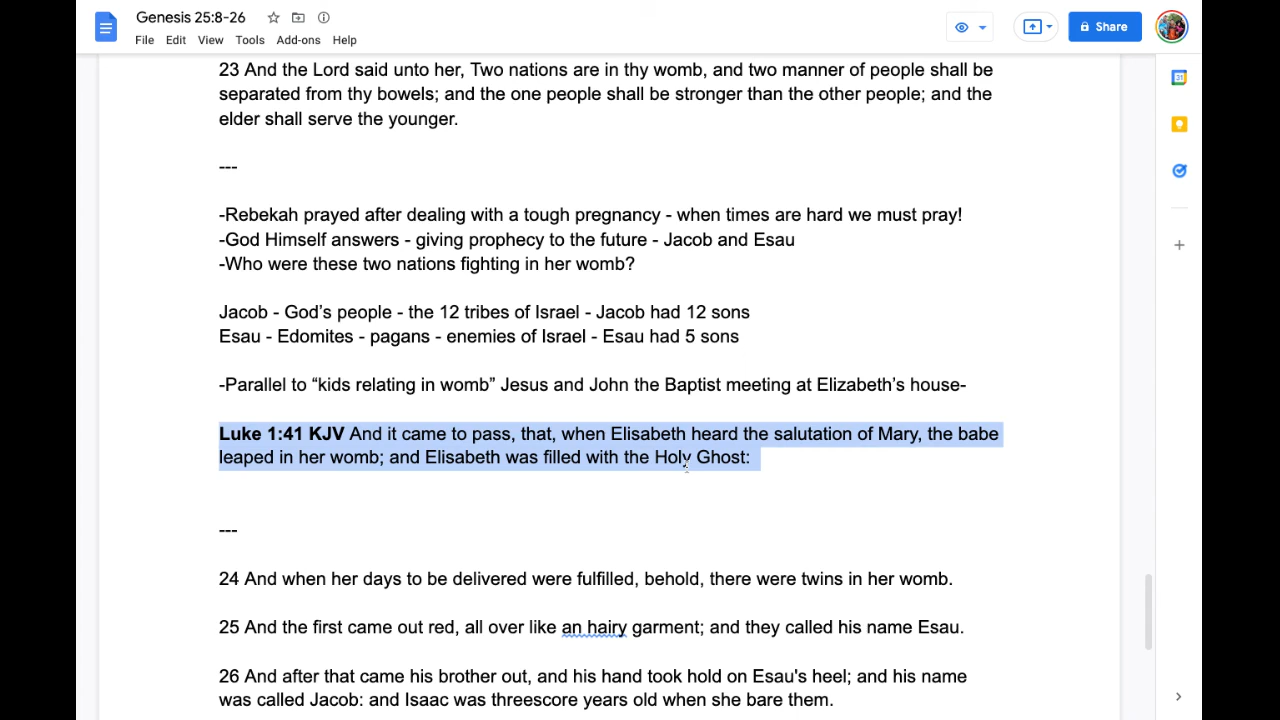 Genesis 25:8-26
File Edit View Tools Add-ons Help
Share
31
23 And the Lord said unto her, Two nations are in thy womb, and two manner of people shall be
separated from thy bowels; and the one people shall be stronger than the other people; and the
elder shall serve the younger.
---
-Rebekah prayed after dealing with a tough pregnancy - when times are hard we must pray!
-God Himself answers - giving prophecy to the future - Jacob and Esau
-Who were these two nations fighting in her womb?
Jacob - God’s people - the 12 tribes of Israel - Jacob had 12 sons
Esau - Edomites - pagans - enemies of Israel - Esau had 5 sons
-Parallel to “kids relating in womb” Jesus and John the Baptist meeting at Elizabeth’s house-
Luke 1:41 KJV And it came to pass, that, when Elisabeth heard the salutation of Mary, the babe
leaped in her womb; and Elisabeth was filled with the Holy Ghost:
---
24 And when her days to be delivered were fulfilled, behold, there were twins in her womb.
25 And the first came out red, all over like an hairy garment; and they called his name Esau.
26 And after that came his brother out, and his hand took hold on Esau's heel; and his name
was called Jacob: and Isaac was threescore years old when she bare them.